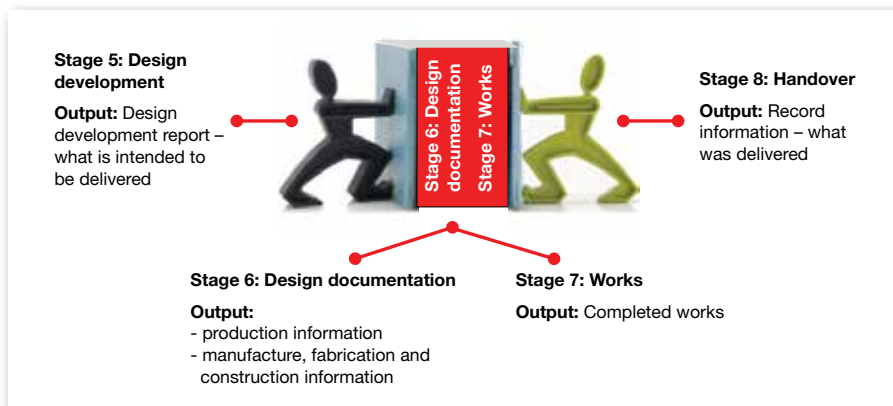 Stage 5: Design
development
Output: Design
development report –
what is intended to
be delivered
Stage 6: Design
documentation
Stage 7: Works
Stage 8: Handover
Output: Record
information – what
was delivered
Stage 6: Design documentation
Output:
- production information
- manufacture, fabrication and
construction information
Stage 7: Works
Output: Completed works